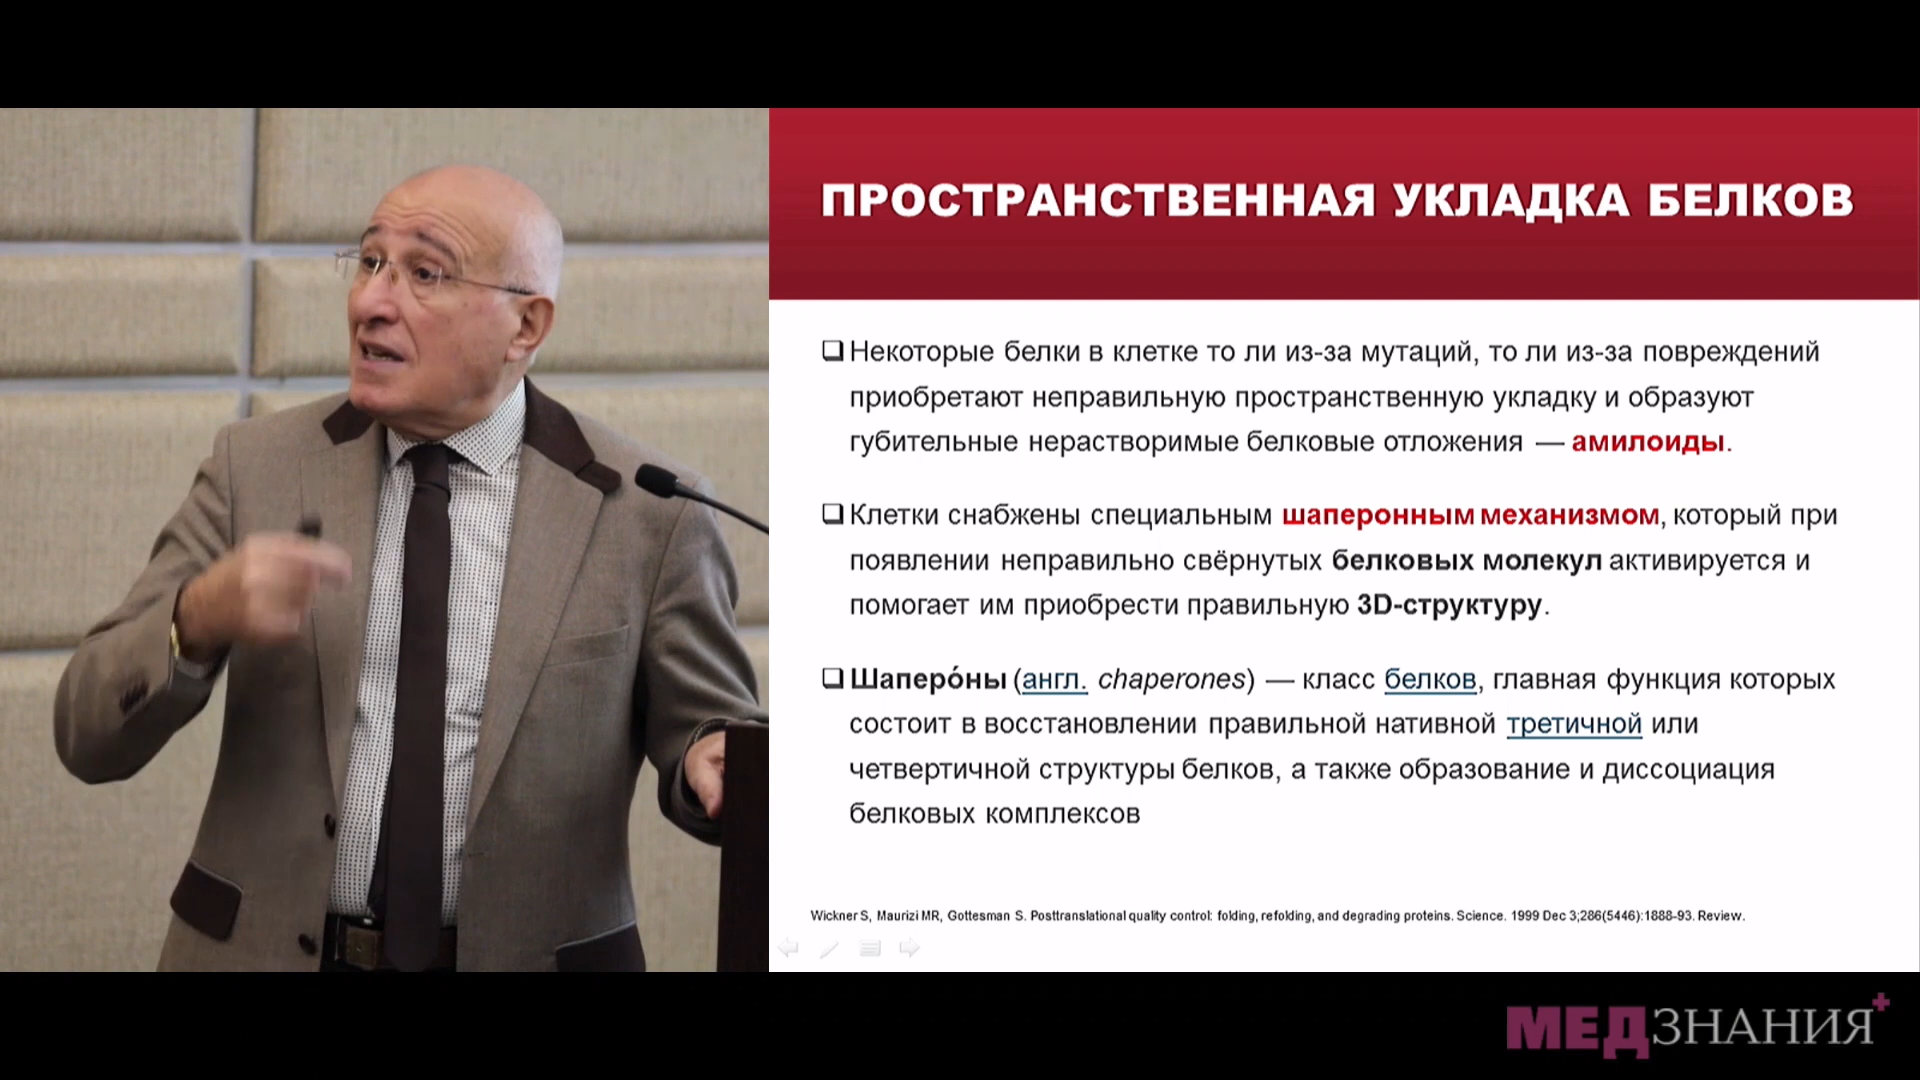 ПРОСТРАНСТВЕННАЯ УКЛАДКА БЕЛКОВ
Некоторые белки в клетке то ли из-за мутаций, то ли из-за повреждений
приобретают неправильную пространственную укладку и образуют
губительные нерастворимые белковые отложения — амилоиды.
Клетки снабжены специальным шаперонным механизмом, который при
появлении неправильно свёрнутых белковых молекул активируется и
помогает им приобрести правильную 3D-структуру.
Шаперо́ны (англ. chaperones) — класс белков, главная функция которых
состоит в восстановлении правильной нативной третичной или
четвертичной структуры белков, а также образование и диссоциация
белковых комплексов
Wickner S, Maurizi MR, Gottesman S. Posttranslational quality control: folding, refolding, and degrading proteins. Science. 1999 Dec 3;286(5446):1888-93. Review.
МЕДЗНАНИЯ+